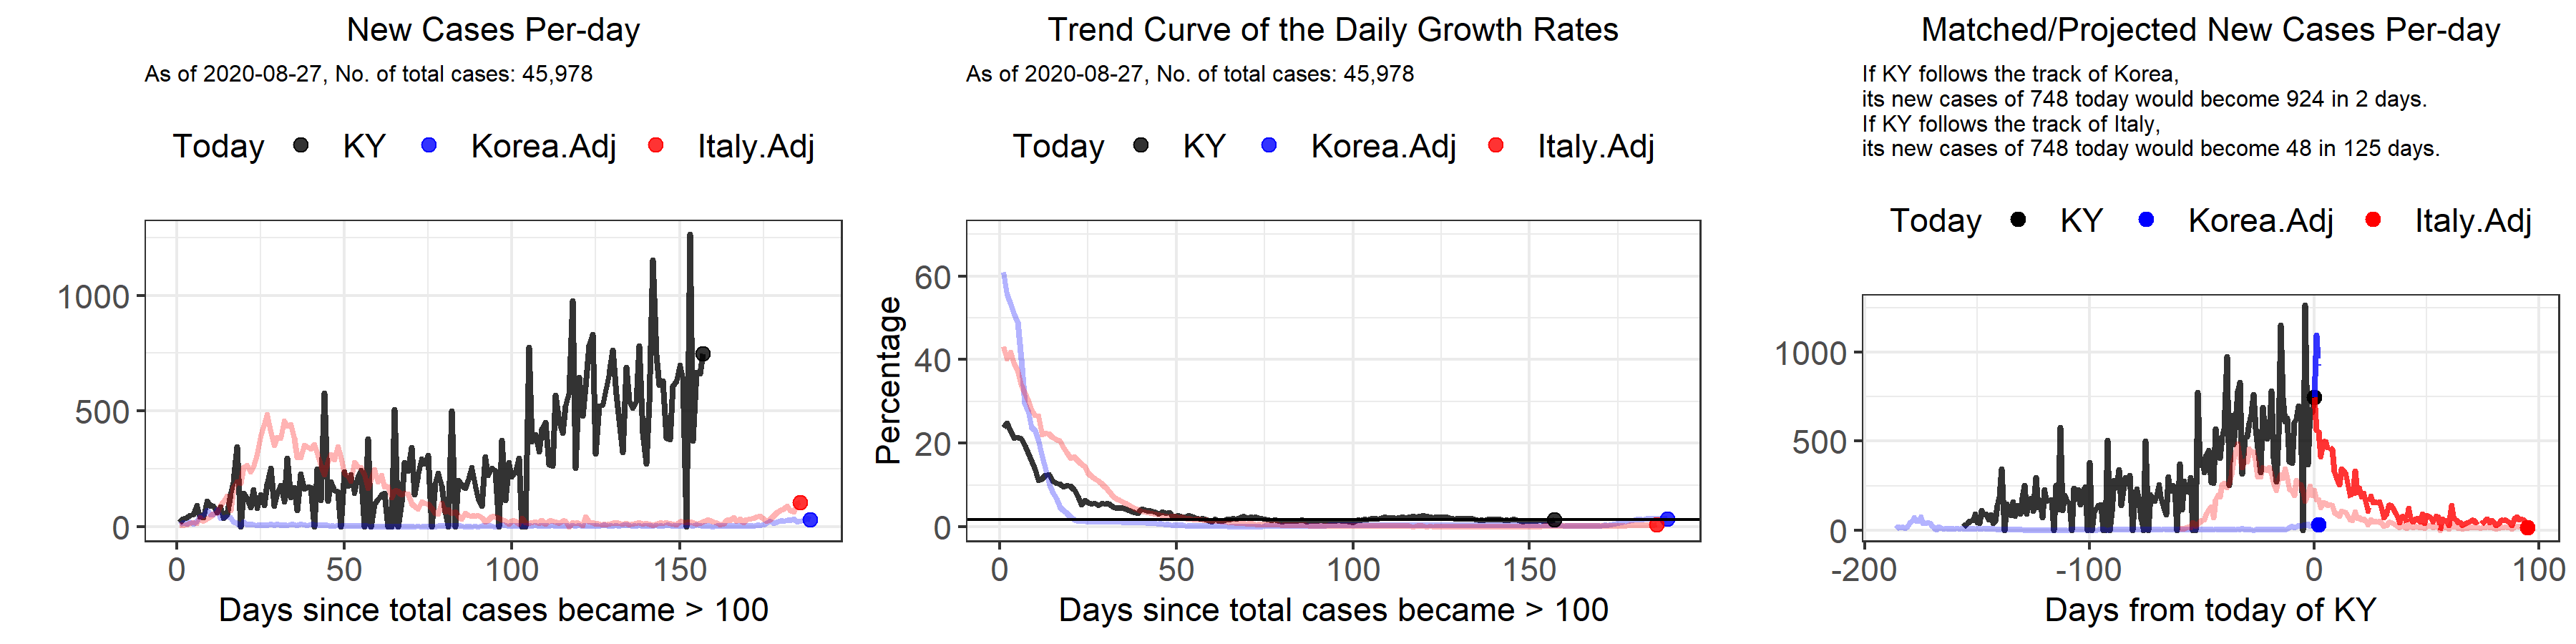 New Cases Per-day
As of 2020-08-27, No. of total cases: 45,978
Today KY Korea.Adj Italy.Adj
1000
500
0
0 50 100 150
Days since total cases became > 100
Trend Curve of the Daily Growth Rates
As of 2020-08-27, No. of total cases: 45,978
Today KY Korea.Adj Italy.Adj
Percentage
60
40
20
0
0 50 100 150
Days since total cases became > 100
Matched/Projected New Cases Per-day
If KY follows the track of Korea,
its new cases of 748 today would become 924 in 2 days.
If KY follows the track of Italy,
its new cases of 748 today would become 48 in 125 days.
Today KY Korea.Adj Italy.Adj
1000
500
0
-200 -100 0 100
Days from today of KY